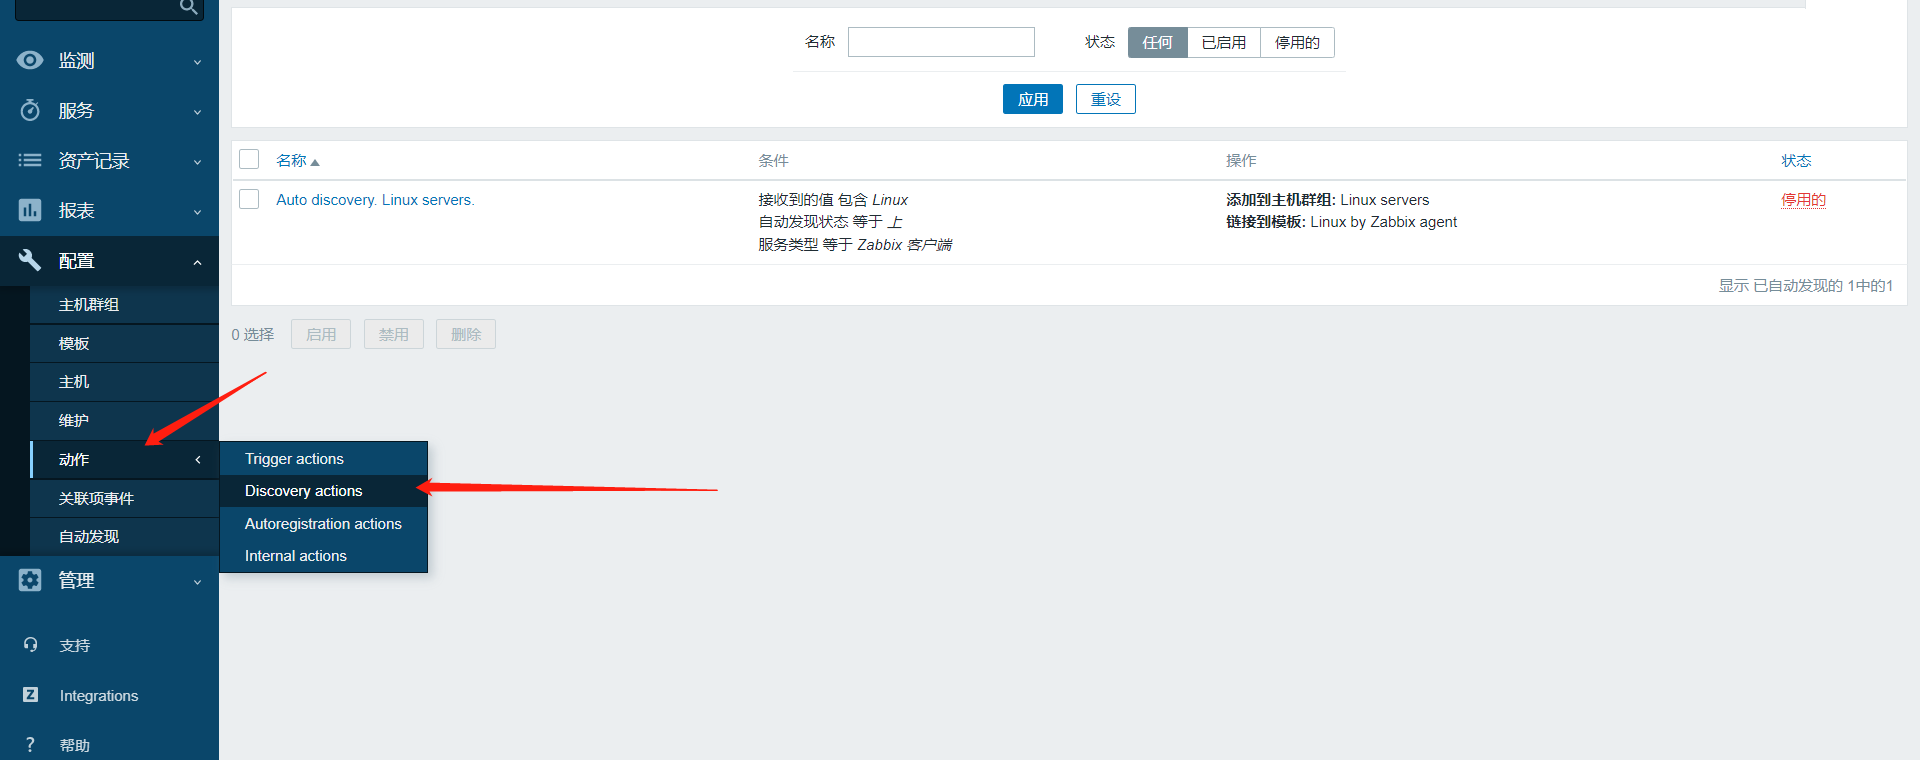 监测
服务
资产记录
报表
配置
主机群组
模板
主机
维护
动作
关联项事件
自动发现
管理
支持
Integrations
帮助
Trigger actions
Discovery actions
Autoregistration actions
Internal actions
名称
状态 任何 已启用 停用的
应用 重设
名称 条件 操作 状态
Auto discovery. Linux servers.
接收到的值 包含 Linux
自动发现状态 等于 上
服务类型 等于 Zabbix 客户端
添加到主机群组: Linux servers
链接到模板: Linux by Zabbix agent
停用的
显示 已自动发现的 1中的1
0 选择 启用 禁用 删除